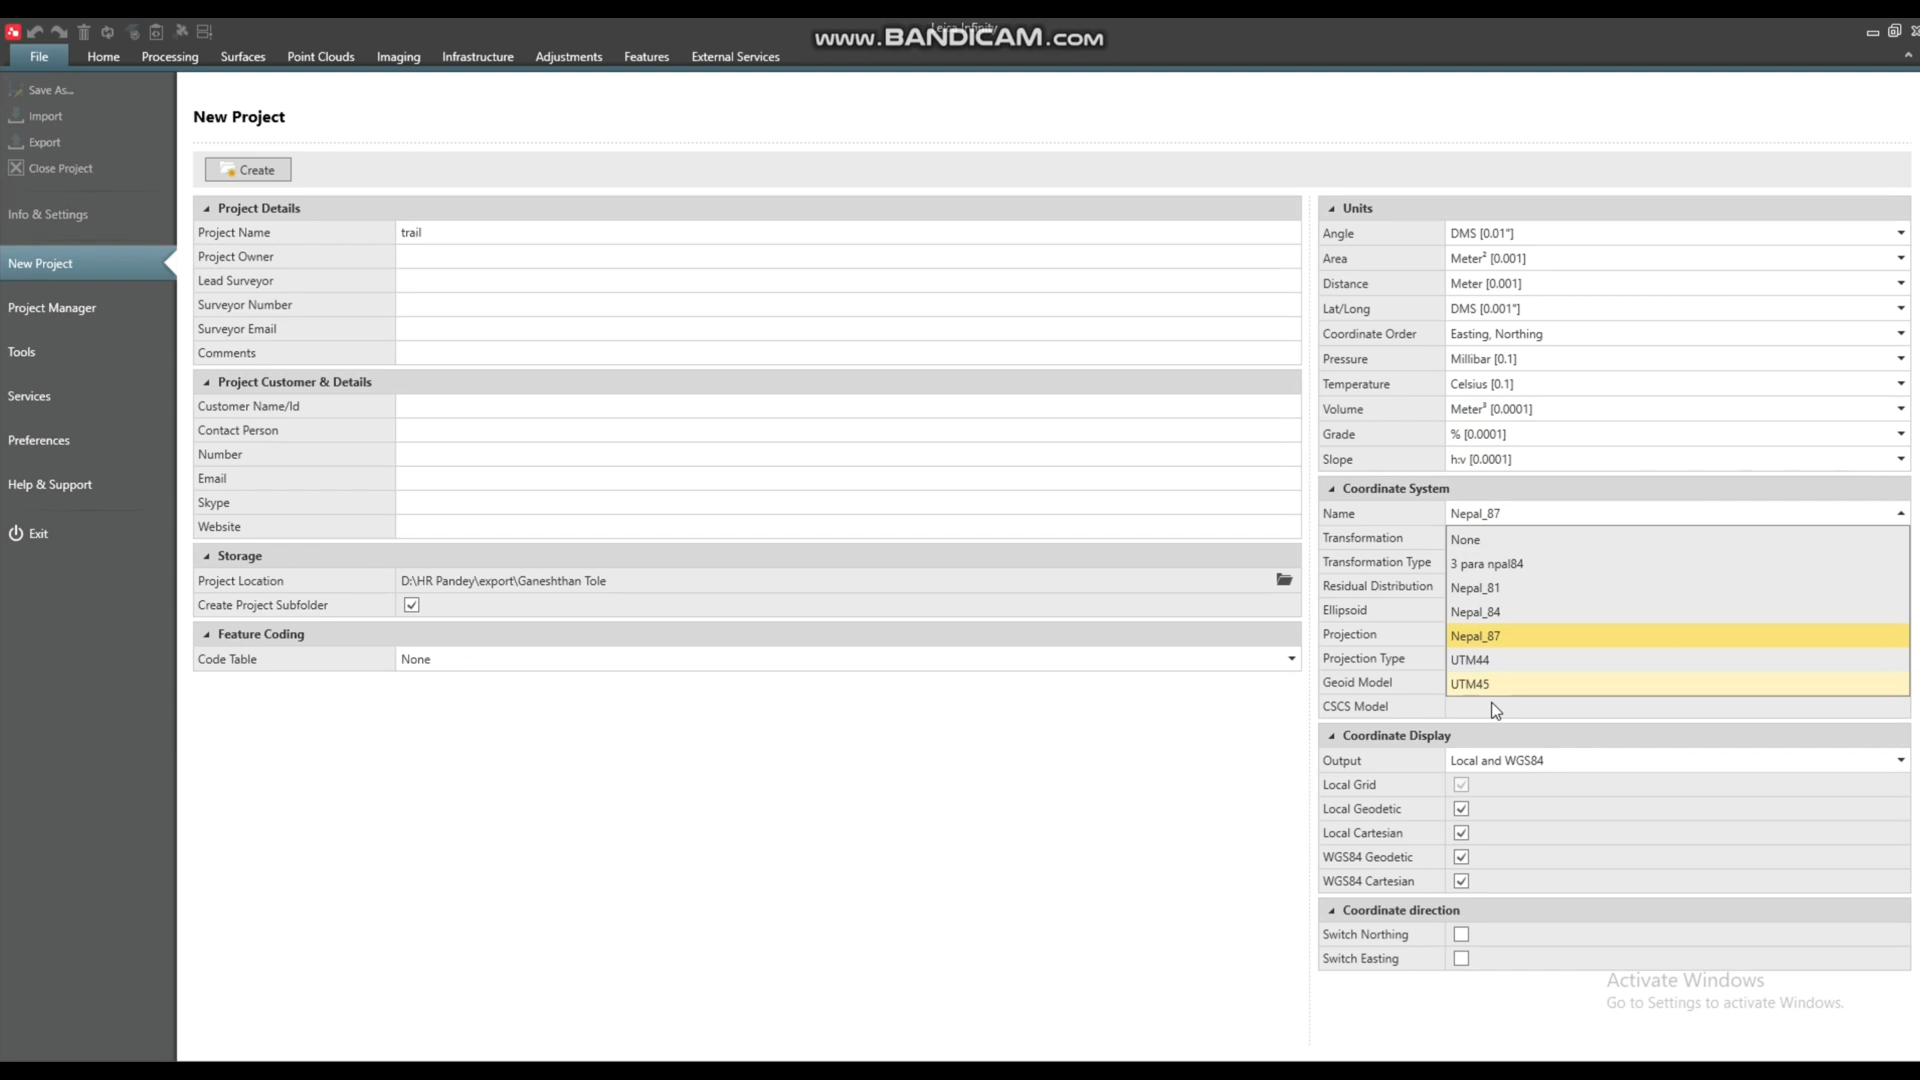 Leica Infinity
www.BANDICAM.com
File Home Processing Surfaces Point Clouds Imaging Infrastructure Adjustments Features External Services
Save As...
Import
Export
Close Project
Info & Settings
New Project
Project Manager
Tools
Services
Preferences
Help & Support
Exit
New Project
Create
Project Details
Project Name trail
Project Owner
Lead Surveyor
Surveyor Number
Surveyor Email
Comments
Project Customer & Details
Customer Name/Id
Contact Person
Number
Email
Skype
Website
Storage
Project Location D:\HR Pandey\export\Ganeshthan Tole
Create Project Subfolder
Feature Coding
Code Table None
Units
Angle DMS [0.01"]
Area Meter² [0.001]
Distance Meter [0.001]
Lat/Long DMS [0.001"]
Coordinate Order Easting, Northing
Pressure Millibar [0.1]
Temperature Celsius [0.1]
Volume Meter³ [0.0001]
Grade % [0.0001]
Slope h:v [0.0001]
Coordinate System
Name Nepal_87
Transformation None
Transformation Type 3 para npal84
Residual Distribution Nepal_81
Ellipsoid Nepal_84
Projection Nepal_87
Projection Type UTM44
Geoid Model UTM45
CSCS Model
Coordinate Display
Output Local and WGS84
Local Grid
Local Geodetic
Local Cartesian
WGS84 Geodetic
WGS84 Cartesian
Coordinate direction
Switch Northing
Switch Easting
Activate Windows
Go to Settings to activate Windows.